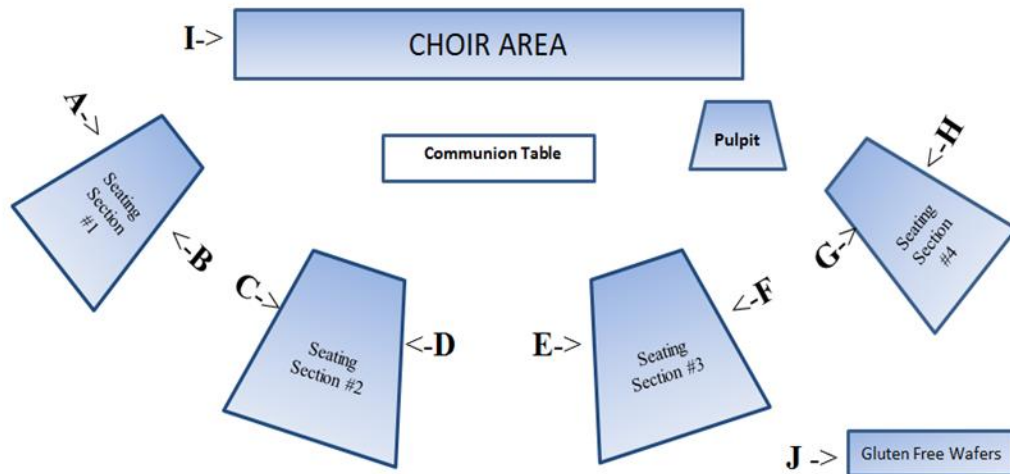 I->
CHOIR AREA
A->
Seating
Section
#1
Communion Table
Pulpit
<-H
Seating
Section
#4
<-B
C->
G->
<-F
<-D
E->
Seating
Section #2
Seating
Section #3
J ->
Gluten Free Wafers